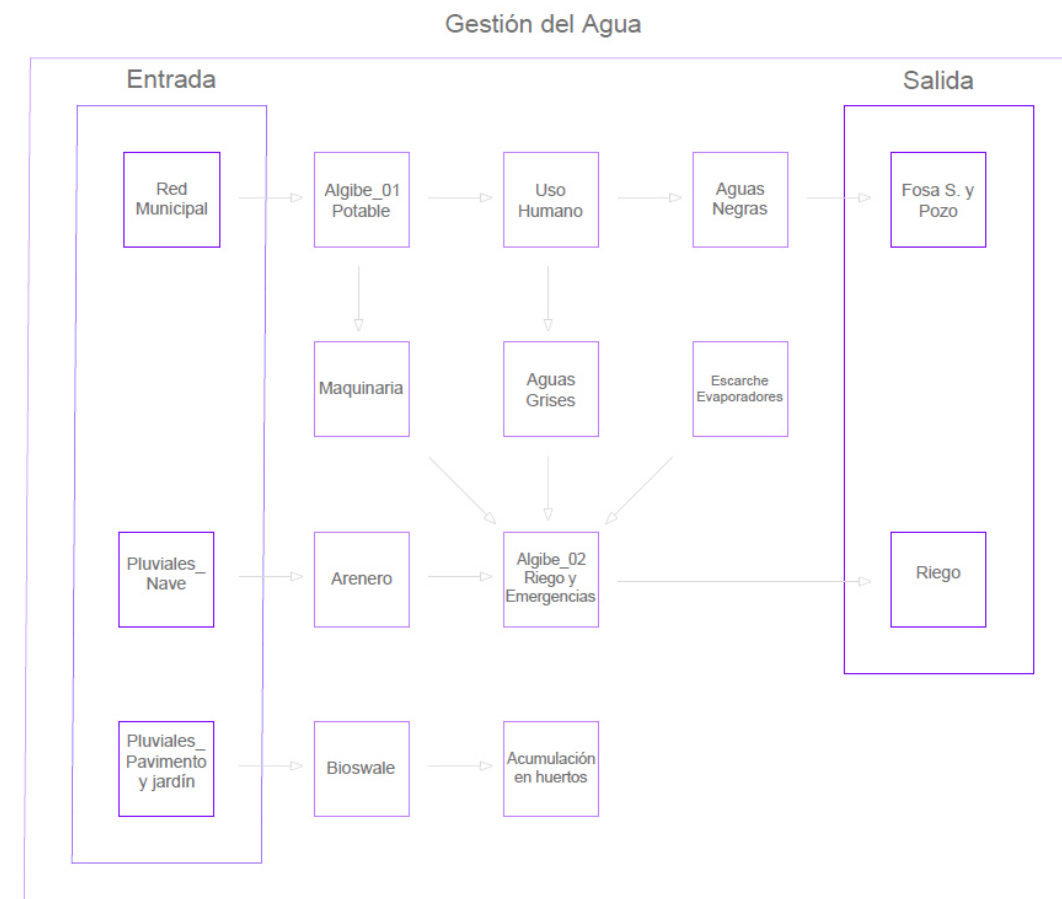 Gestión del Agua
Entrada
Salida
Red
Municipal
Algibe_01
Potable
Uso
Humano
Aguas
Negras
Fosa S. y
Pozo
Maquinaria
Aguas
Grises
Escarche
Evaporadores
Pluviales_
Nave
Arenero
Algibe_02
Riego y
Emergencias
Riego
Pluviales_
Pavimento
y jardín
Bioswale
Acumulación
en huertos